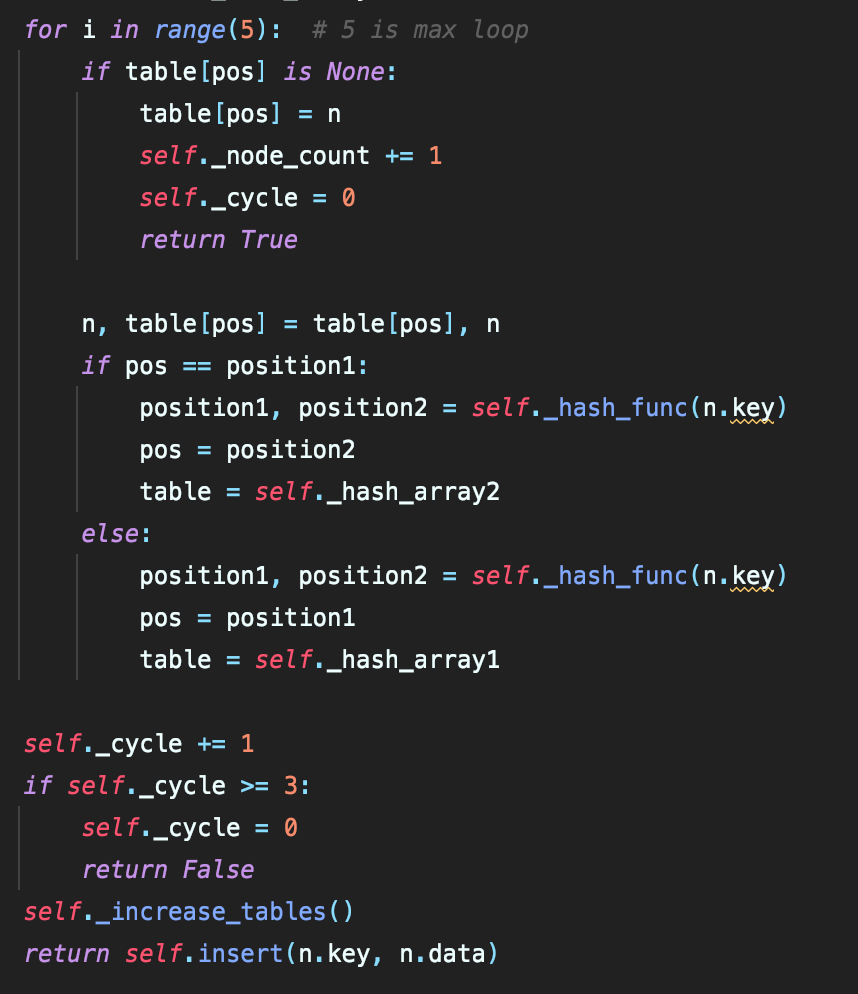 for i in range(5):  # 5 is max loop
    if table[pos] is None:
        table[pos] = n
        self._node_count += 1
        self._cycle = 0
        return True

    n, table[pos] = table[pos], n
    if pos == position1:
        position1, position2 = self._hash_func(n.key)
        pos = position2
        table = self._hash_array2
    else:
        position1, position2 = self._hash_func(n.key)
        pos = position1
        table = self._hash_array1

self._cycle += 1
if self._cycle >= 3:
    self._cycle = 0
    return False
self._increase_tables()
return self.insert(n.key, n.data)